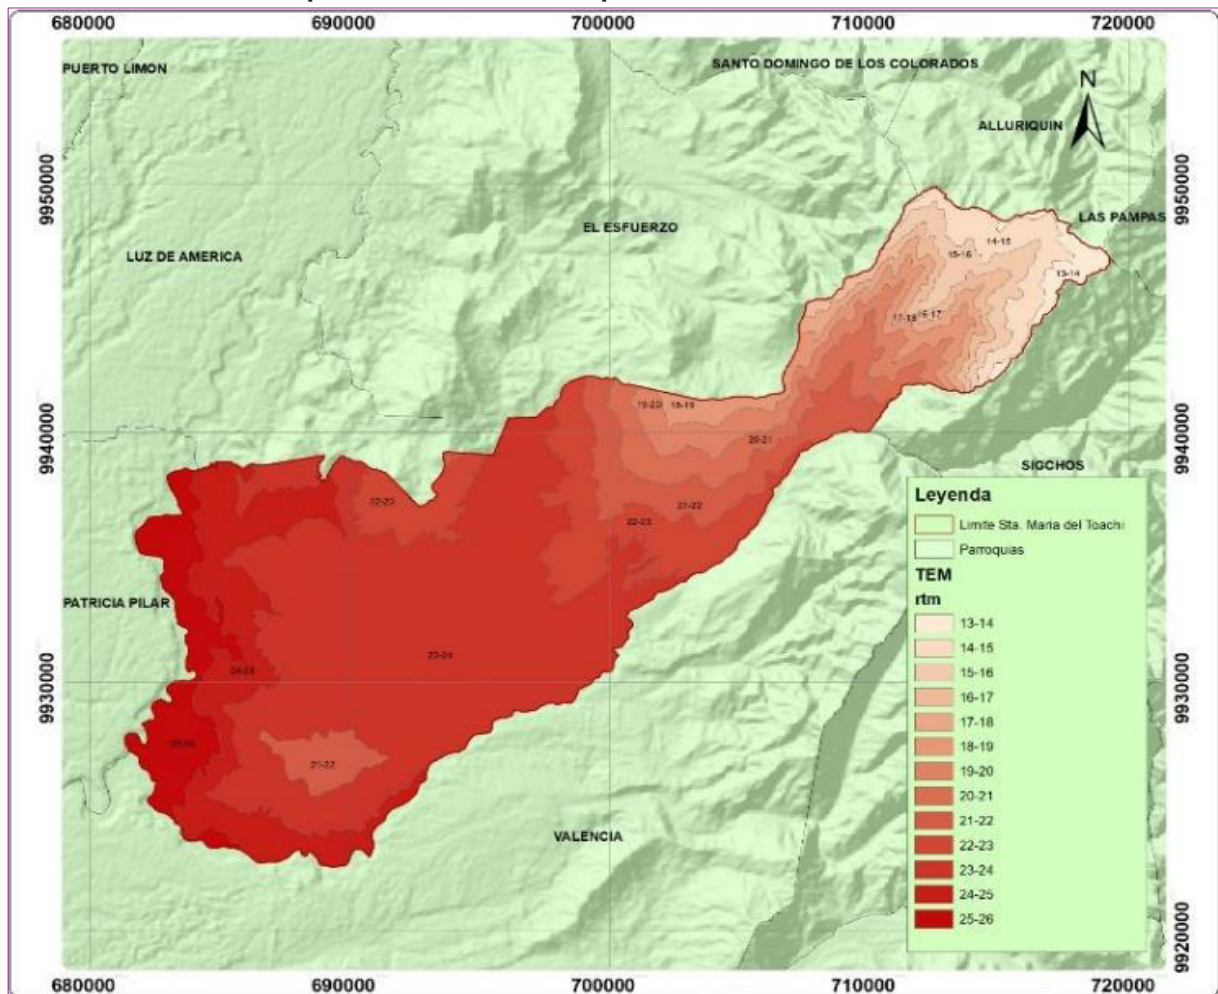 680000 690000 700000 710000 720000
PUERTO LIMON
SANTO DOMINGO DE LOS COLORADOS
N
ALLURIQUIN
9950000
9950000
LAS PAMPAS
EL ESFUERZO
LUZ DE AMERICA
14-15
15-16
13-14
17-18
16-17
19-20
18-19
9940000
9940000
20-21
SIGCHOS
22-23
21-22
22-23
Leyenda
Limite Sta. Maria del Toachi
Parroquias
TEM
rtm
13-14
14-15
15-16
16-17
17-18
18-19
19-20
20-21
21-22
22-23
23-24
24-25
25-26
PATRICIA PILAR
23-24
24-25
9930000
9930000
25-26
21-22
VALENCIA
9920000
9920000
680000 690000 700000 710000 720000